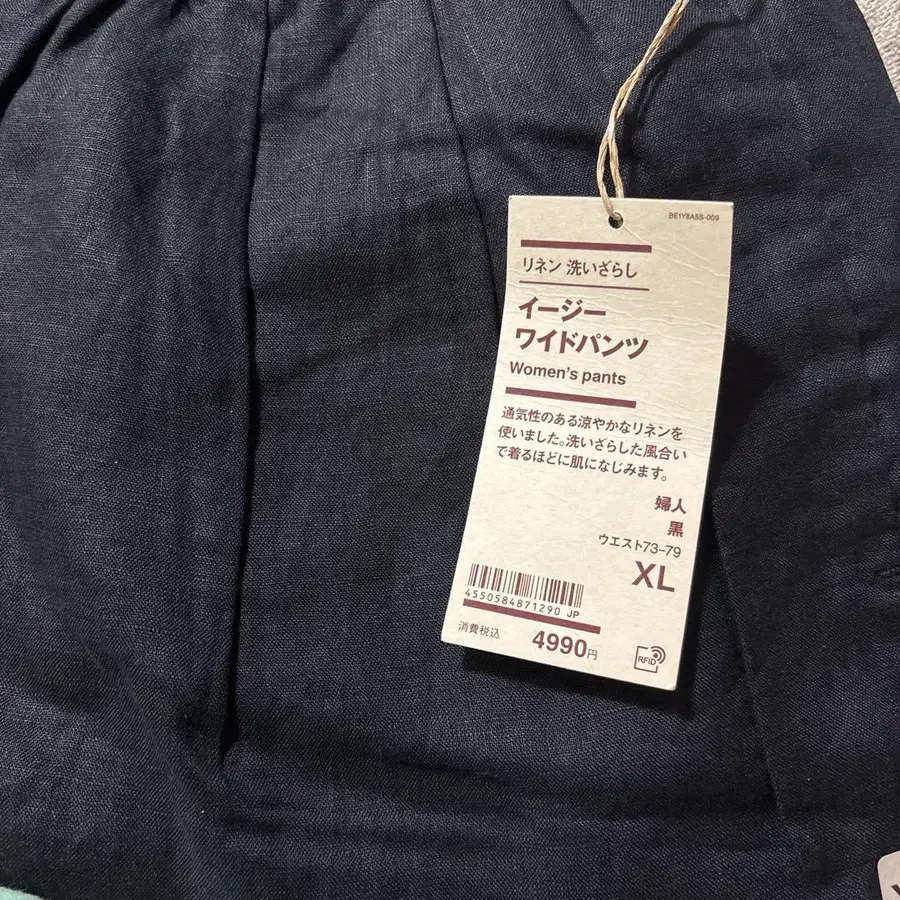 BE1Y8A5S-009
リネン 洗いざらし
イージー
ワイドパンツ
Women's pants
通気性のある涼やかなリネンを
使いました。洗いざらした風合い
で着るほどに肌になじみます。
婦人
黒
ウエスト73-79
XL
4550584871290 JP
消費税込 4990円
RFID